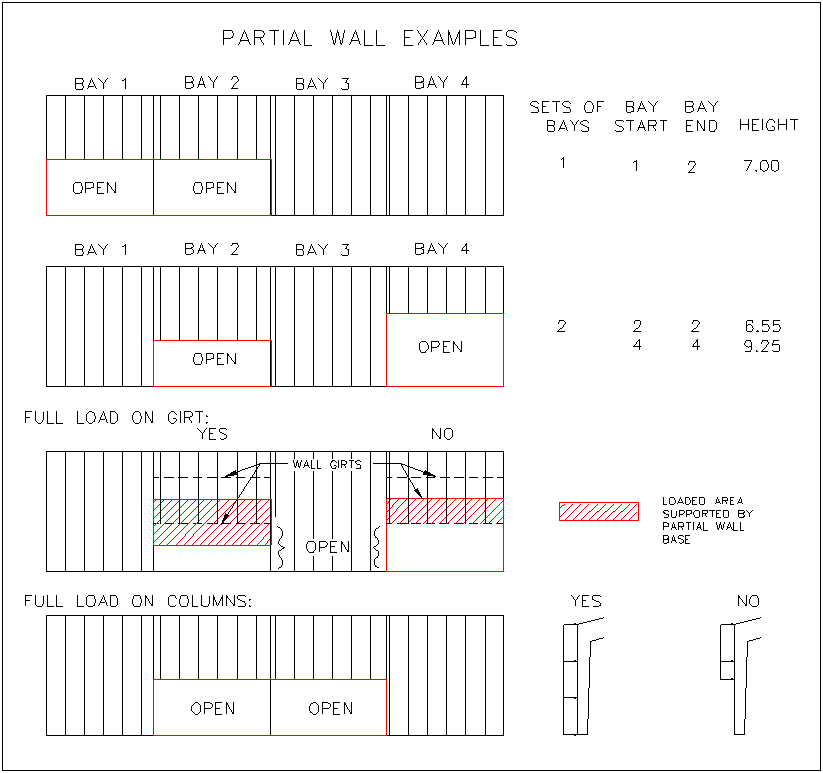 PARTIAL WALL EXAMPLES
BAY 1 BAY 2 BAY 3 BAY 4
SETS OF BAYS BAY START BAY END HEIGHT
OPEN OPEN
1 1 2 7.00
BAY 1 BAY 2 BAY 3 BAY 4
OPEN OPEN
2 2 2 6.55
4 4 9.25
FULL LOAD ON GIRT:
YES NO
WALL GIRTS
OPEN
LOADED AREA
SUPPORTED BY
PARTIAL WALL
BASE
FULL LOAD ON COLUMNS:
YES NO
OPEN OPEN